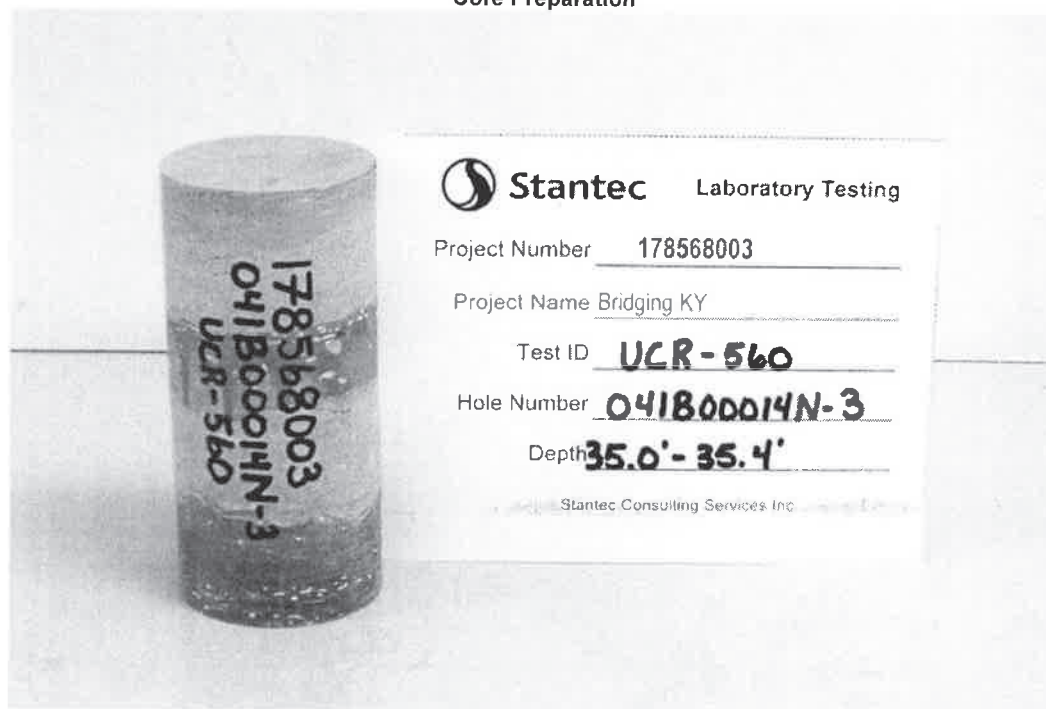 Core Preparation
178568003
041B00014N-3
UCR-560
Stantec Laboratory Testing
Project Number 178568003
Project Name Bridging KY
Test ID UCR-560
Hole Number 041B00014N-3
Depth 35.0'-35.4'
Stantec Consulting Services Inc